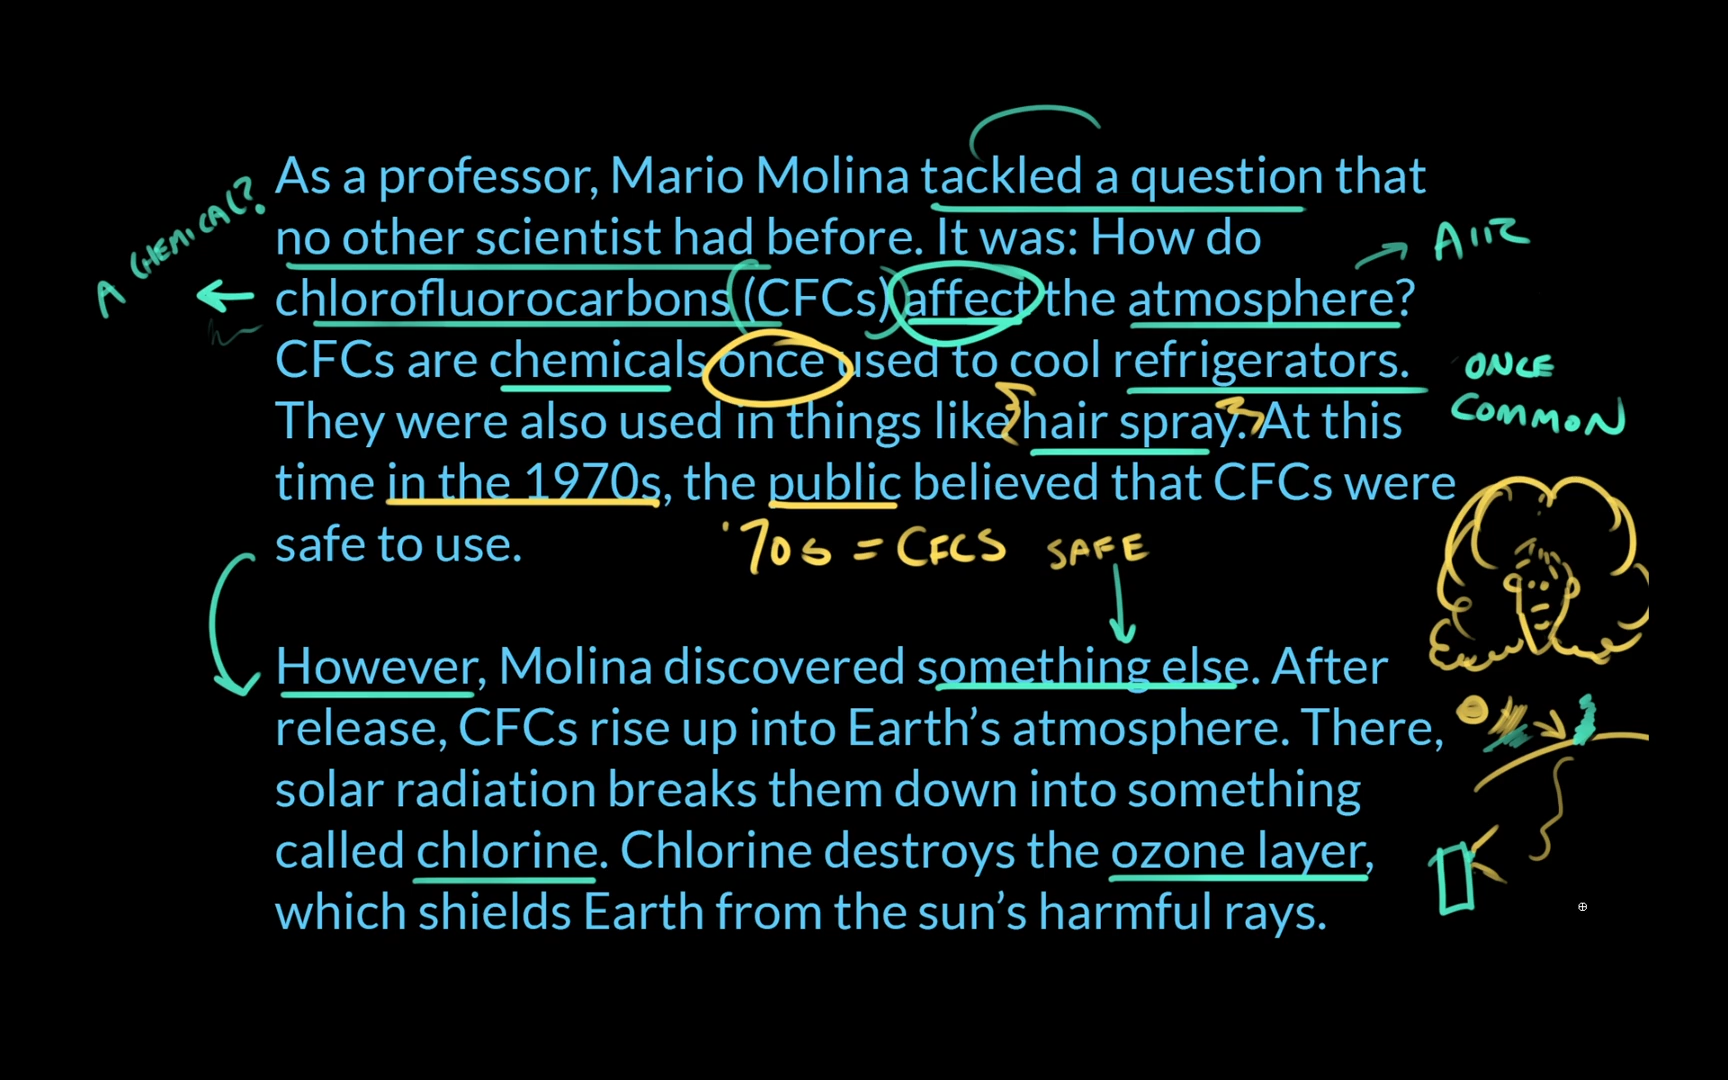 As a professor, Mario Molina tackled a question that
no other scientist had before. It was: How do
chlorofluorocarbons (CFCs) affect the atmosphere?
CFCs are chemicals once used to cool refrigerators.
They were also used in things like hair spray. At this
time in the 1970s, the public believed that CFCs were
safe to use.
A CHEMICAL?
AIR
ONCE
COMMON
'70s = CFCS SAFE
However, Molina discovered something else. After
release, CFCs rise up into Earth’s atmosphere. There,
solar radiation breaks them down into something
called chlorine. Chlorine destroys the ozone layer,
which shields Earth from the sun’s harmful rays.